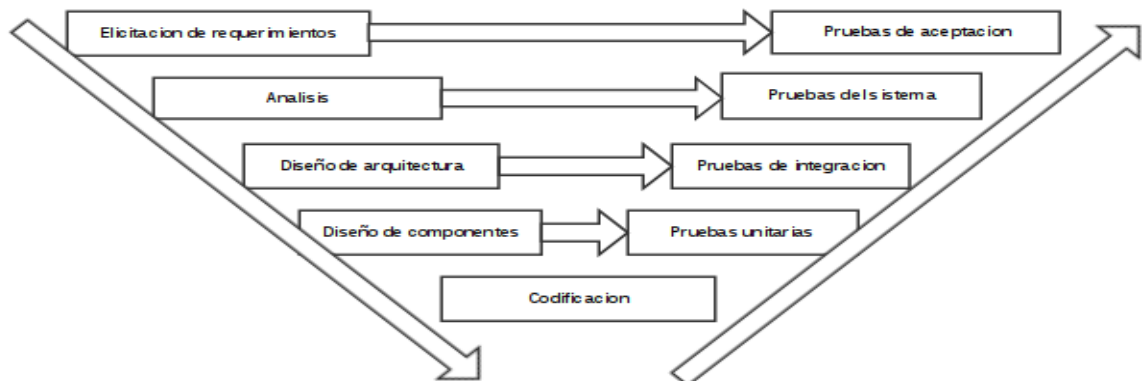 Elicitacion de requerimientos
Pruebas de aceptacion
Analisis
Pruebas del sistema
Diseño de arquitectura
Pruebas de integracion
Diseño de componentes
Pruebas unitarias
Codificacion